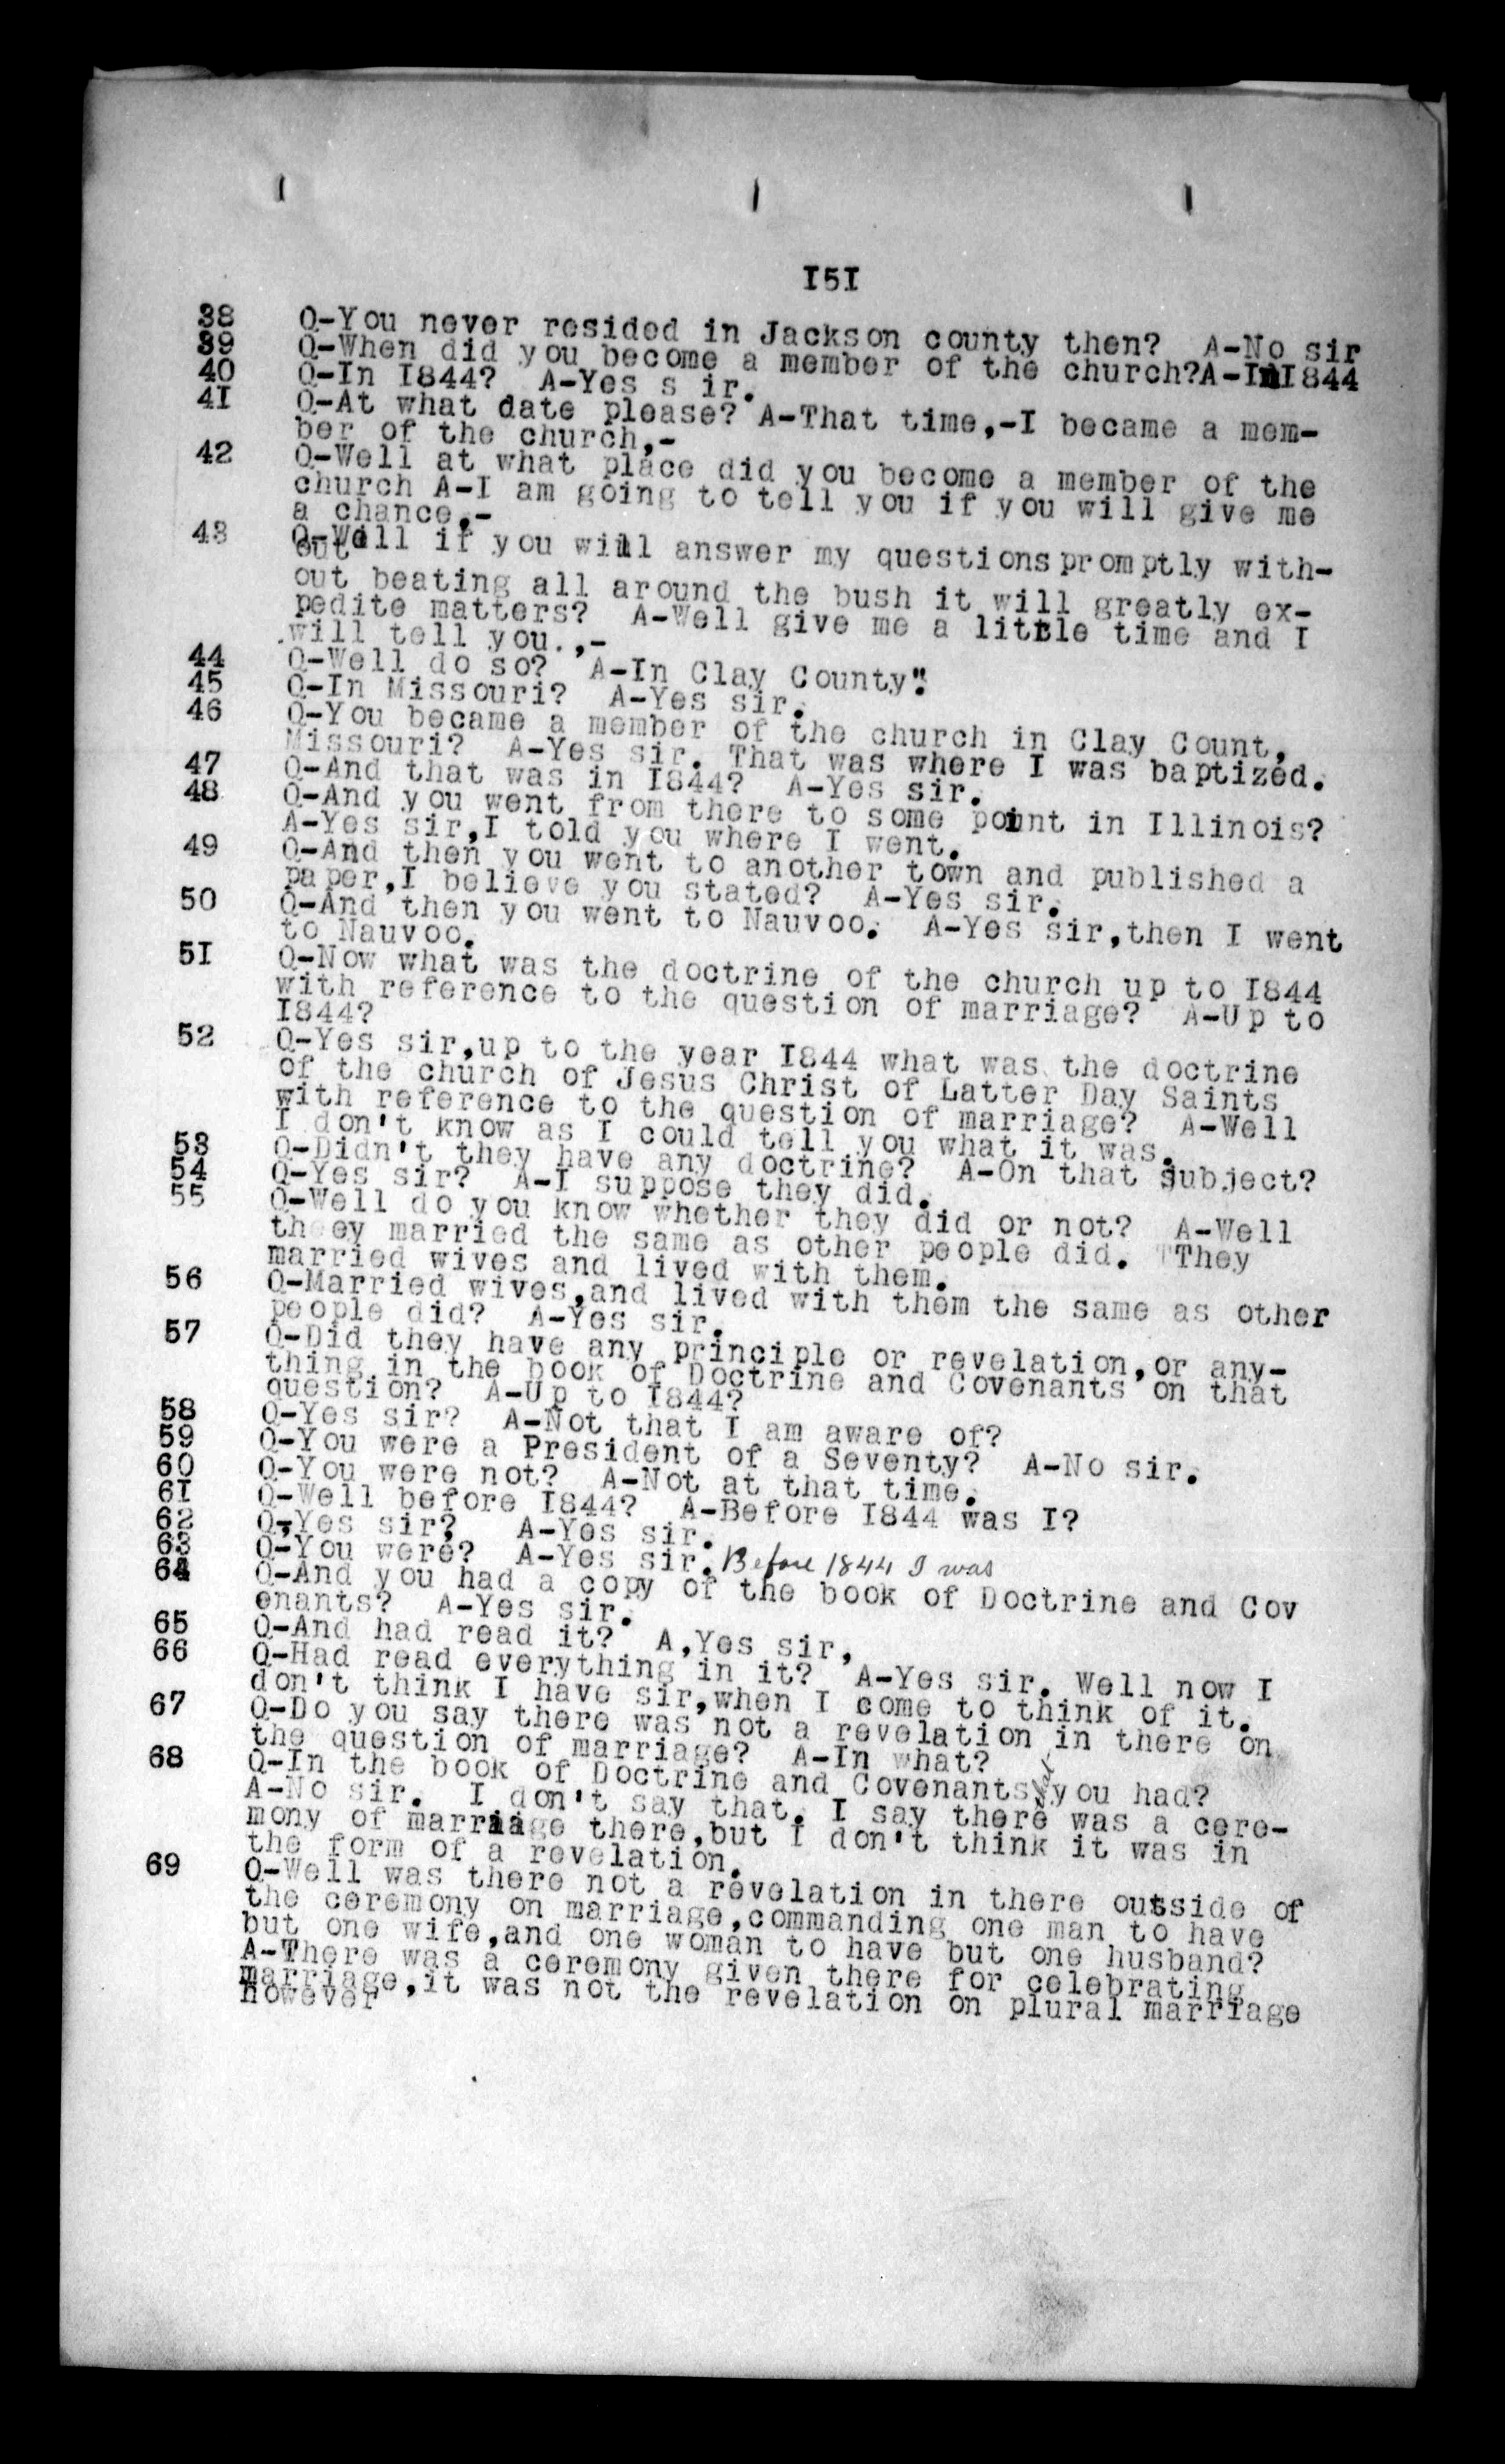 I5I
38 Q-You never resided in Jackson county then? A-No sir
39 Q-When did you become a member of the church?A-In I844
40 Q-In I844? A-Yes s ir.
4I Q-At what date please? A-That time,-I became a mem-
ber of the church,-
42 Q-Well at what place did you become a member of the
church A-I am going to tell you if you will give me
a chance,-
43 Q-Well if you will answer my questions promptly with-
out
out beating all around the bush it will greatly ex-
pedite matters? A-Well give me a little time and I
will tell you.,-
44 Q-Well do so? A-In Clay County".
45 Q-In Missouri? A-Yes sir.
46 Q-You became a member of the church in Clay Count,
Missouri? A-Yes sir. That was where I was baptized.
47 Q-And that was in I844? A-Yes sir.
48 Q-And you went from there to some point in Illinois?
A-Yes sir,I told you where I went.
49 Q-And then you went to another town and published a
paper,I believe you stated? A-Yes sir.
50 Q-And then you went to Nauvoo. A-Yes sir,then I went
to Nauvoo.
5I Q-Now what was the doctrine of the church up to I844
with reference to the question of marriage? A-Up to
I844?
52 Q-Yes sir,up to the year I844 what was the doctrine
of the church of Jesus Christ of Latter Day Saints
with reference to the question of marriage? A-Well
I don't know as I could tell you what it was.
53 Q-Didn't they have any doctrine? A-On that subject?
54 Q-Yes sir? A-I suppose they did.
55 Q-Well do you know whether they did or not? A-Well
they married the same as other people did. They
married wives and lived with them.
56 Q-Married wives,and lived with them the same as other
people did? A-Yes sir.
57 Q-Did they have any principle or revelation,or any-
thing in the book of Doctrine and Covenants on that
question? A-Up to I844?
58 Q-Yes sir? A-Not that I am aware of?
59 Q-You were a President of a Seventy? A-No sir.
60 Q-You were not? A-Not at that time.
6I Q-Well before I844? A-Before I844 was I?
62 Q,Yes sir? A-Yes sir.
63 Q-You were? A-Yes sir. Before 1844 I was
64 Q-And you had a copy of the book of Doctrine and Cov
enants? A-Yes sir.
65 Q-And had read it? A,Yes sir,
66 Q-Had read everything in it? A-Yes sir. Well now I
don't think I have sir,when I come to think of it.
67 Q-Do you say there was not a revelation in there on
the question of marriage? A-In what?
68 Q-In the book of Doctrine and Covenants that you had?
A-No sir. I don't say that. I say there was a cere-
mony of marriage there,but I don't think it was in
the form of a revelation.
69 Q-Well was there not a revelation in there outside of
the ceremony on marriage,commanding one man to have
but one wife,and one woman to have but one husband?
A-There was a ceremony given there for celebrating
marriage,it was not the revelation on plural marriage
however